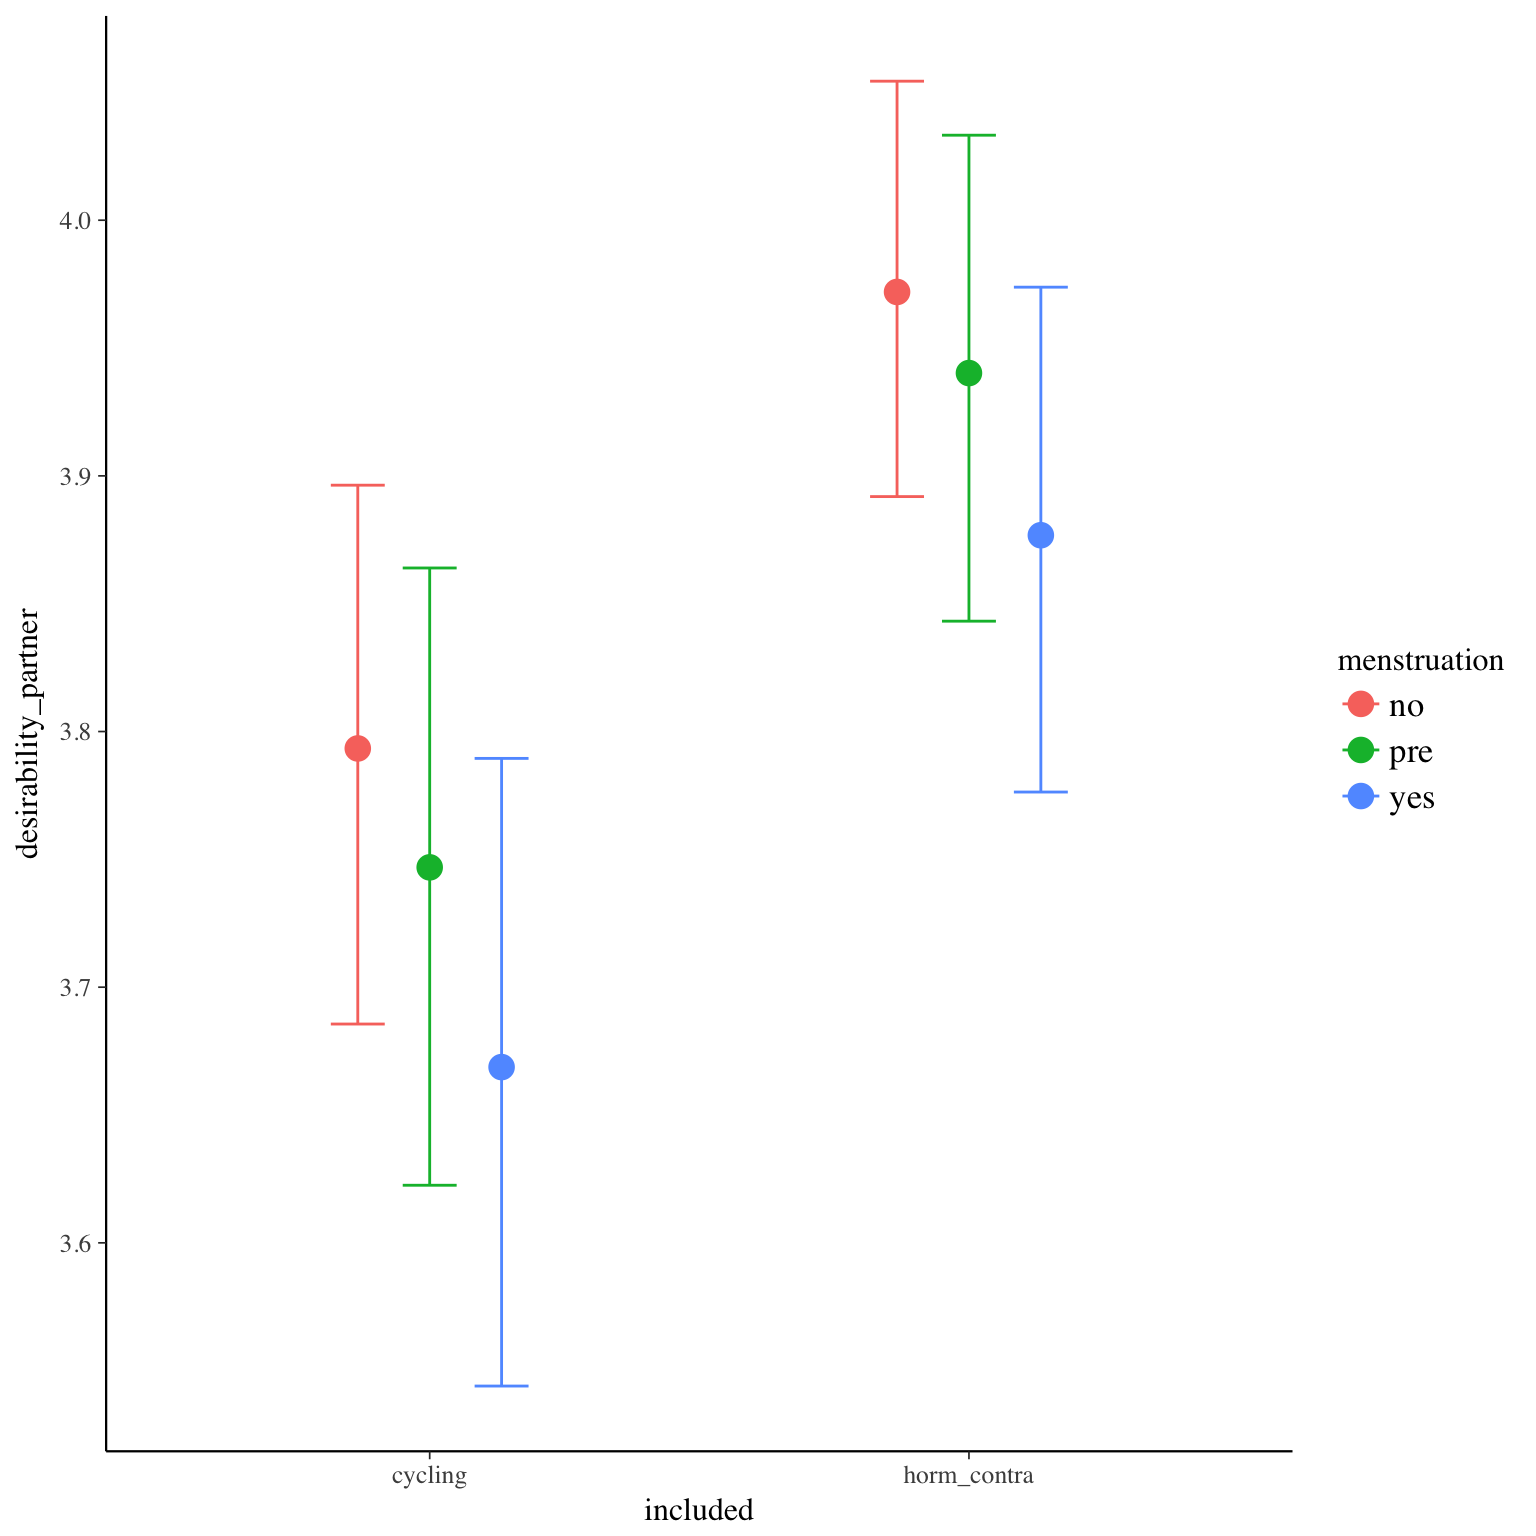 desirability_partner
4.0
3.9
3.8
3.7
3.6
cycling
horm_contra
included
menstruation
no
pre
yes